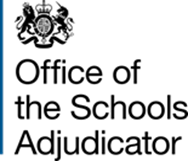 Office of
the Schools
Adjudicator